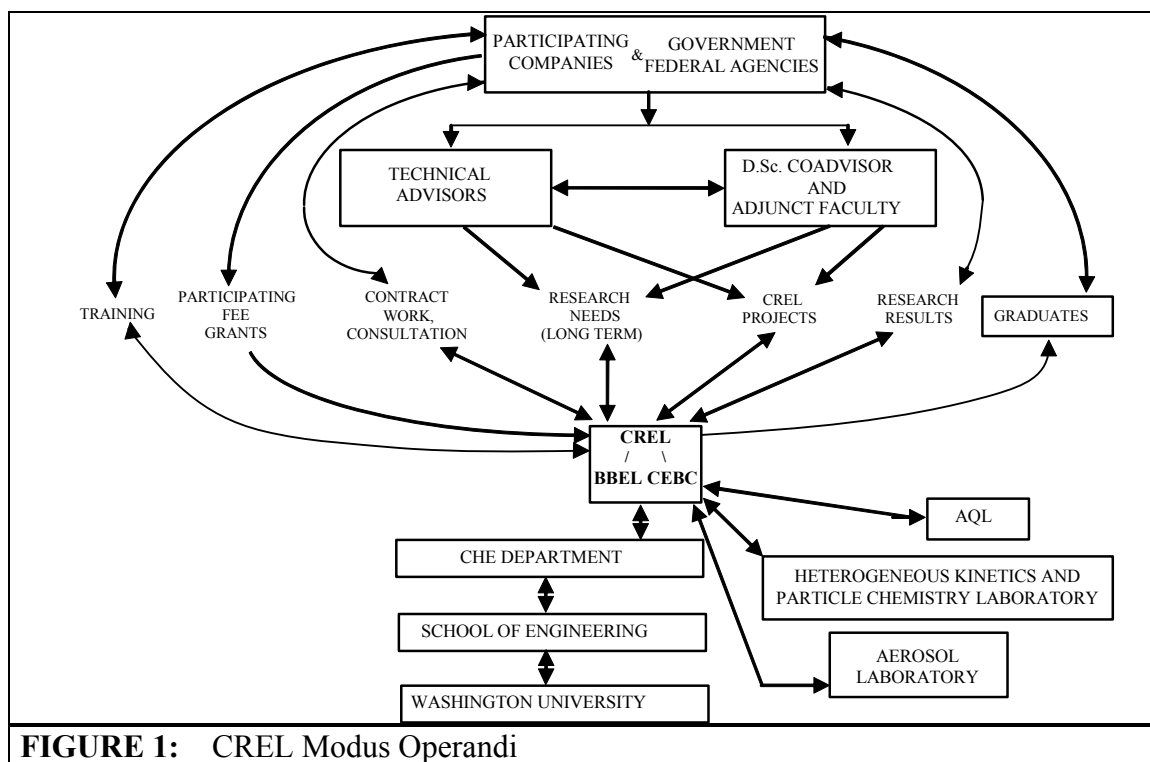 PARTICIPATING COMPANIES & GOVERNMENT FEDERAL AGENCIES
TECHNICAL
ADVISORS
D.Sc. COADVISOR
AND
ADJUNCT FACULTY
TRAINING
PARTICIPATING
FEE
GRANTS
CONTRACT
WORK,
CONSULTATION
RESEARCH
NEEDS
(LONG TERM)
CREL
PROJECTS
RESEARCH
RESULTS
GRADUATES
CREL
/ \
BBEL CEBC
AQL
CHE DEPARTMENT
HETEROGENEOUS KINETICS AND
PARTICLE CHEMISTRY LABORATORY
SCHOOL OF ENGINEERING
AEROSOL
LABORATORY
WASHINGTON UNIVERSITY
FIGURE 1: CREL Modus Operandi